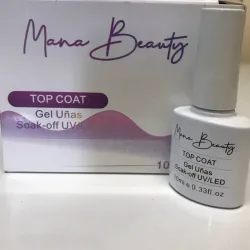 Mana Beauty
TOP COAT
Gel Uñas
Soak-off UV/LED
10
Mana Beauty
TOP COAT
Gel Uñas
Soak-off UV/LED
10ml e 0.33fl.oz